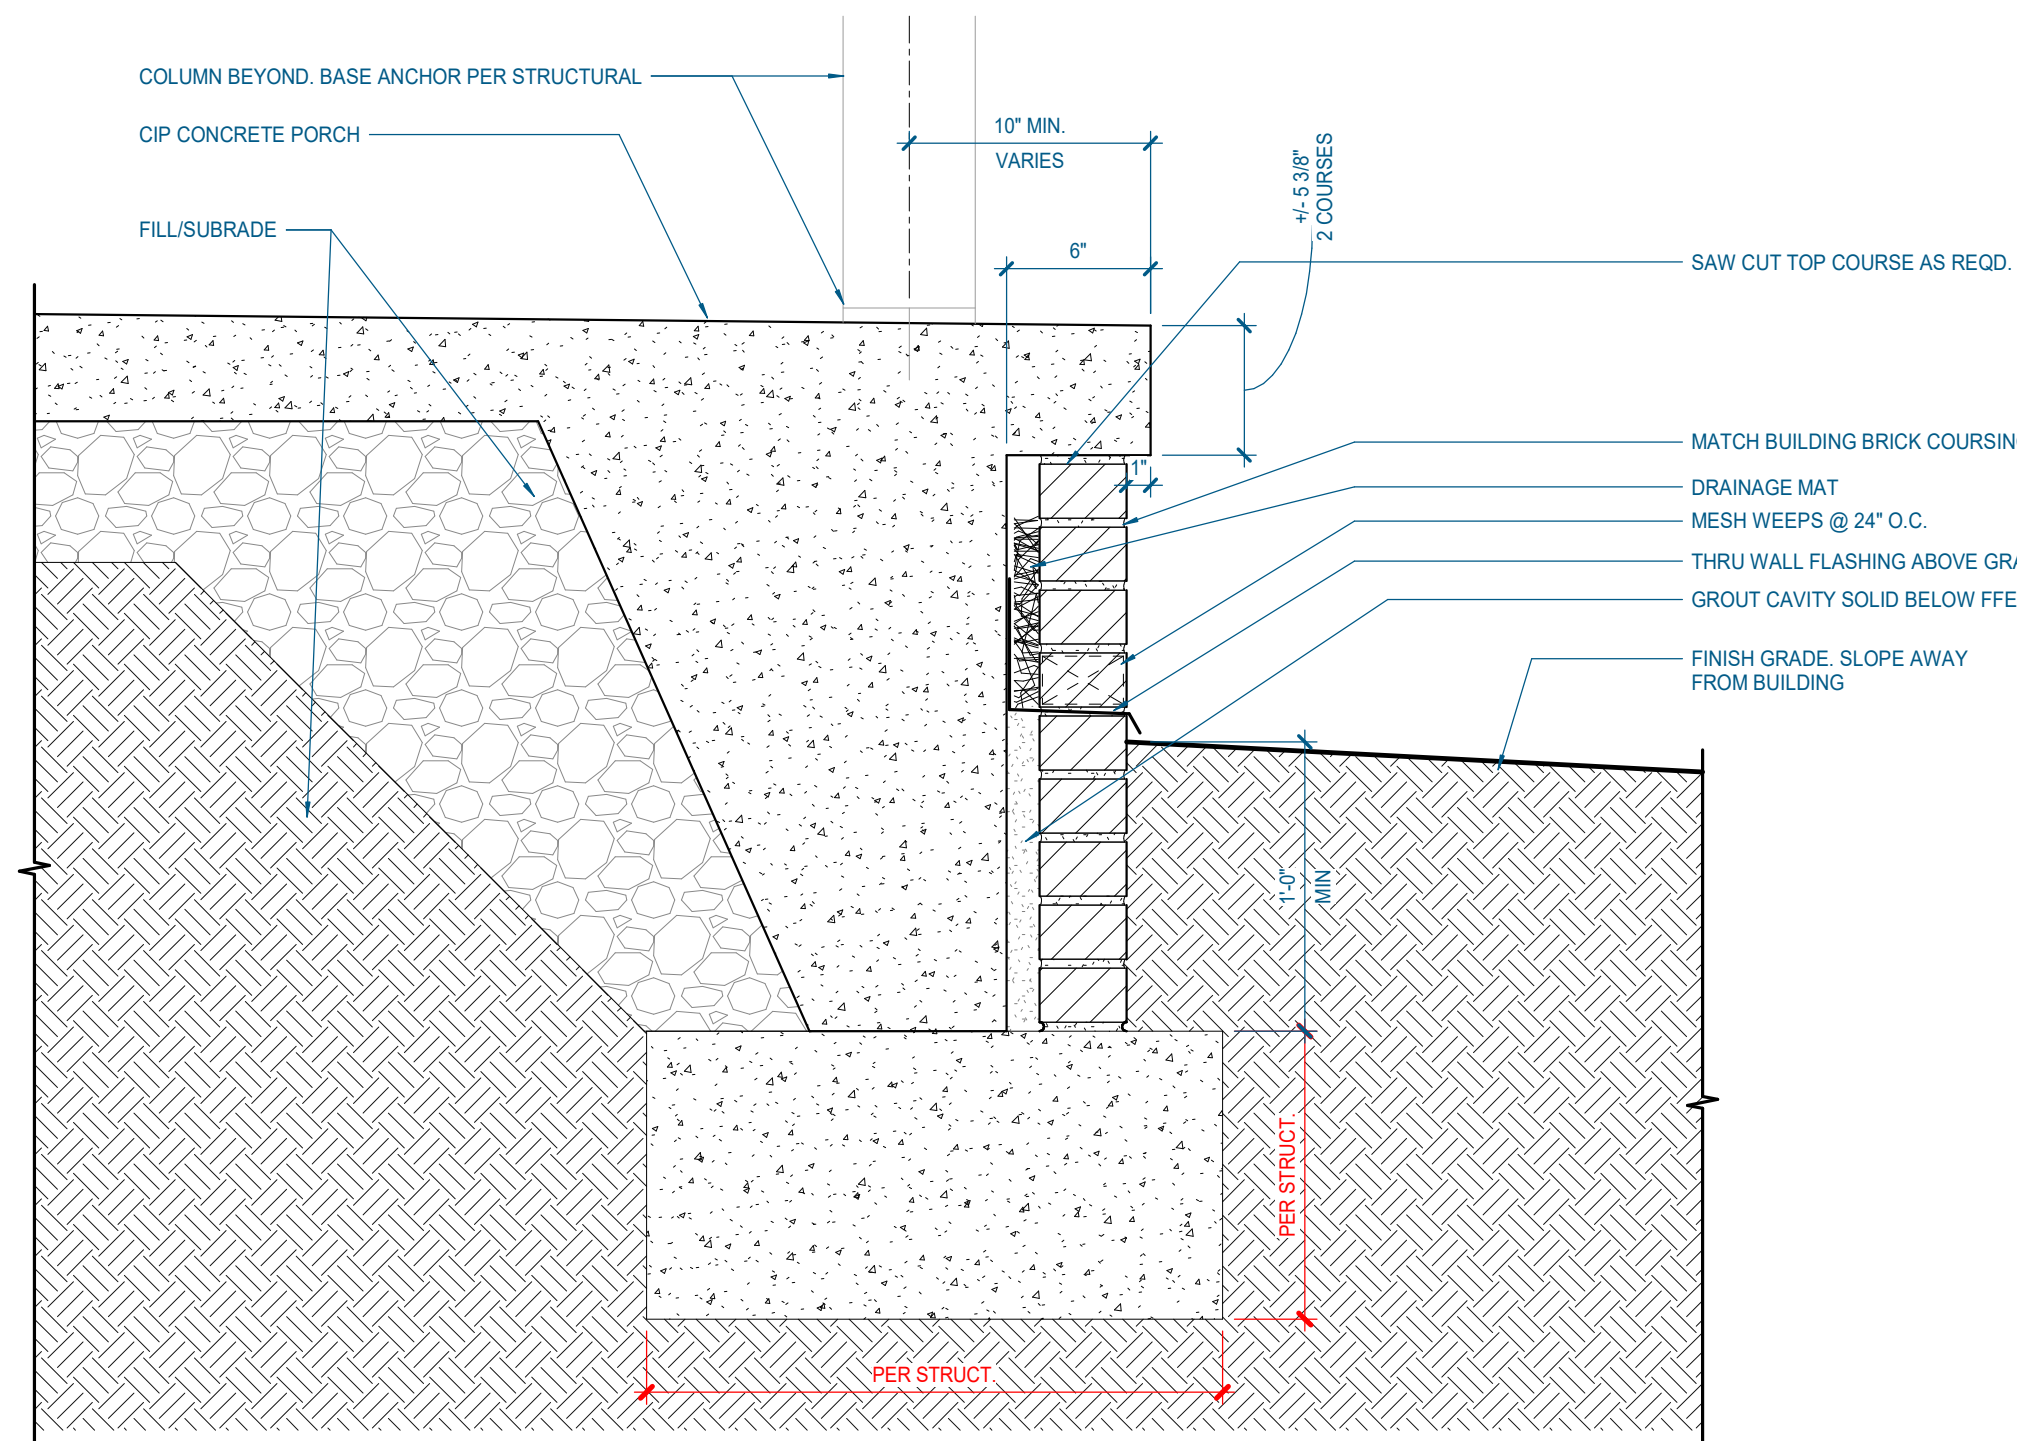 COLUMN BEYOND. BASE ANCHOR PER STRUCTURAL
CIP CONCRETE PORCH
FILL/SUBRADE
10" MIN.
VARIES
6"
+/- 5 3/8"
2 COURSES
1"
SAW CUT TOP COURSE AS REQD.
MATCH BUILDING BRICK COURSIN
DRAINAGE MAT
MESH WEEPS @ 24" O.C.
THRU WALL FLASHING ABOVE GRA
GROUT CAVITY SOLID BELOW FFE
FINISH GRADE. SLOPE AWAY
FROM BUILDING
1'-0"
MIN
PER STRUCT.
PER STRUCT.